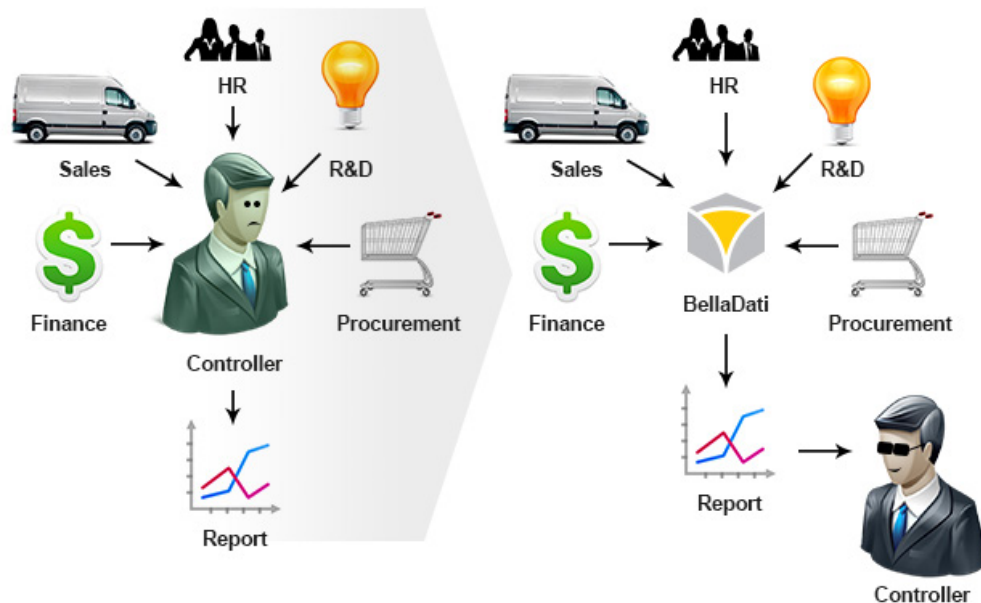 HR
Sales
R&D
Finance
Procurement
Controller
Report
HR
Sales
R&D
Finance
BellaDati
Procurement
Report
Controller